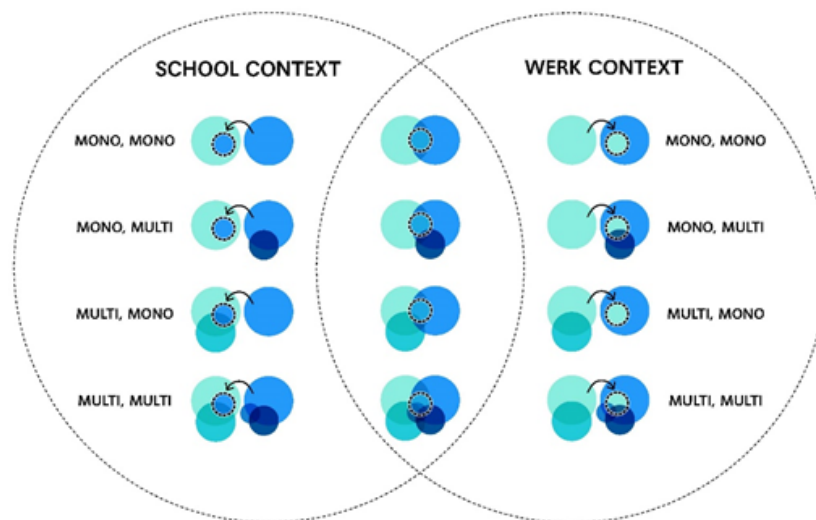 SCHOOL CONTEXT
WERK CONTEXT
MONO, MONO
MONO, MONO
MONO, MULTI
MONO, MULTI
MULTI, MONO
MULTI, MONO
MULTI, MULTI
MULTI, MULTI